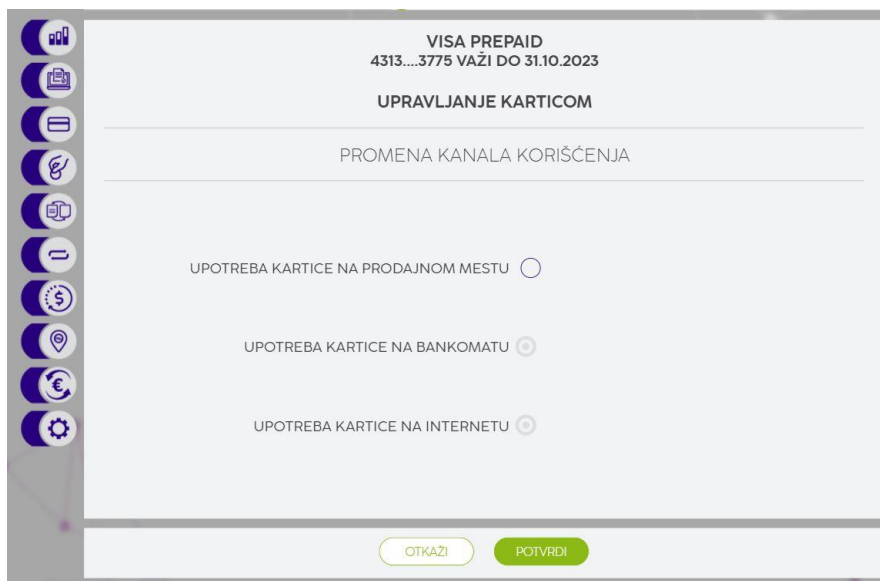 VISA PREPAID
4313....3775 VAŽI DO 31.10.2023
UPRAVLJANJE KARTICOM
PROMENA KANALA KORIŠĆENJA
UPOTREBA KARTICE NA PRODAJNOM MESTU
UPOTREBA KARTICE NA BANKOMATU
UPOTREBA KARTICE NA INTERNETU
OTKAŽI
POTVRDI